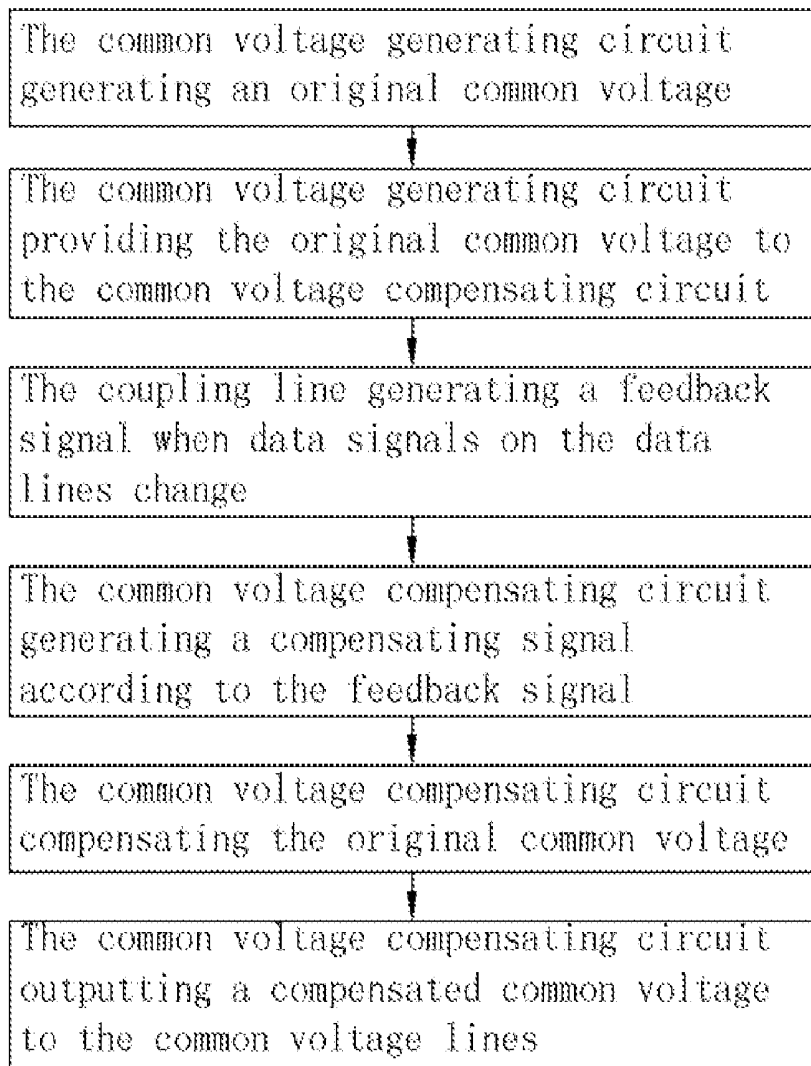 The common voltage generating circuit
generating an original common voltage
The common voltage generating circuit
providing the original common voltage to
the common voltage compensating circuit
The coupling line generating a feedback
signal when data signals on the data
lines change
The common voltage compensating circuit
generating a compensating signal
according to the feedback signal
The common voltage compensating circuit
compensating the original common voltage
The common voltage compensating circuit
outputting a compensated common voltage
to the common voltage lines